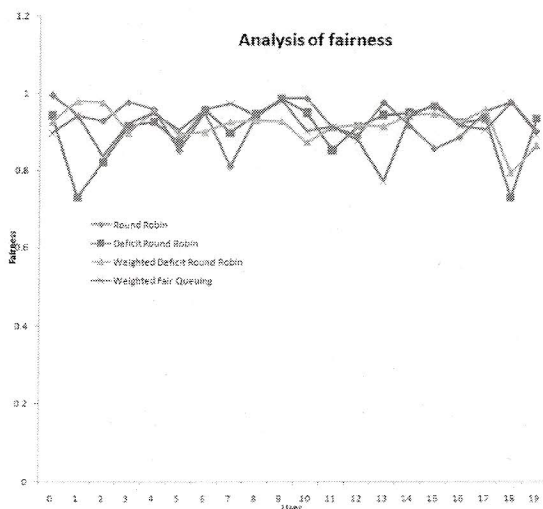 Analysis of fairness
1.2
1
0.8
0.6
0.4
0.2
0
Fairness
Round Robin
Deficit Round Robin
Weighted Deficit Round Robin
Weighted Fair Queuing
0 1 2 3 4 5 6 7 8 9 10 11 12 13 14 15 16 17 18 19